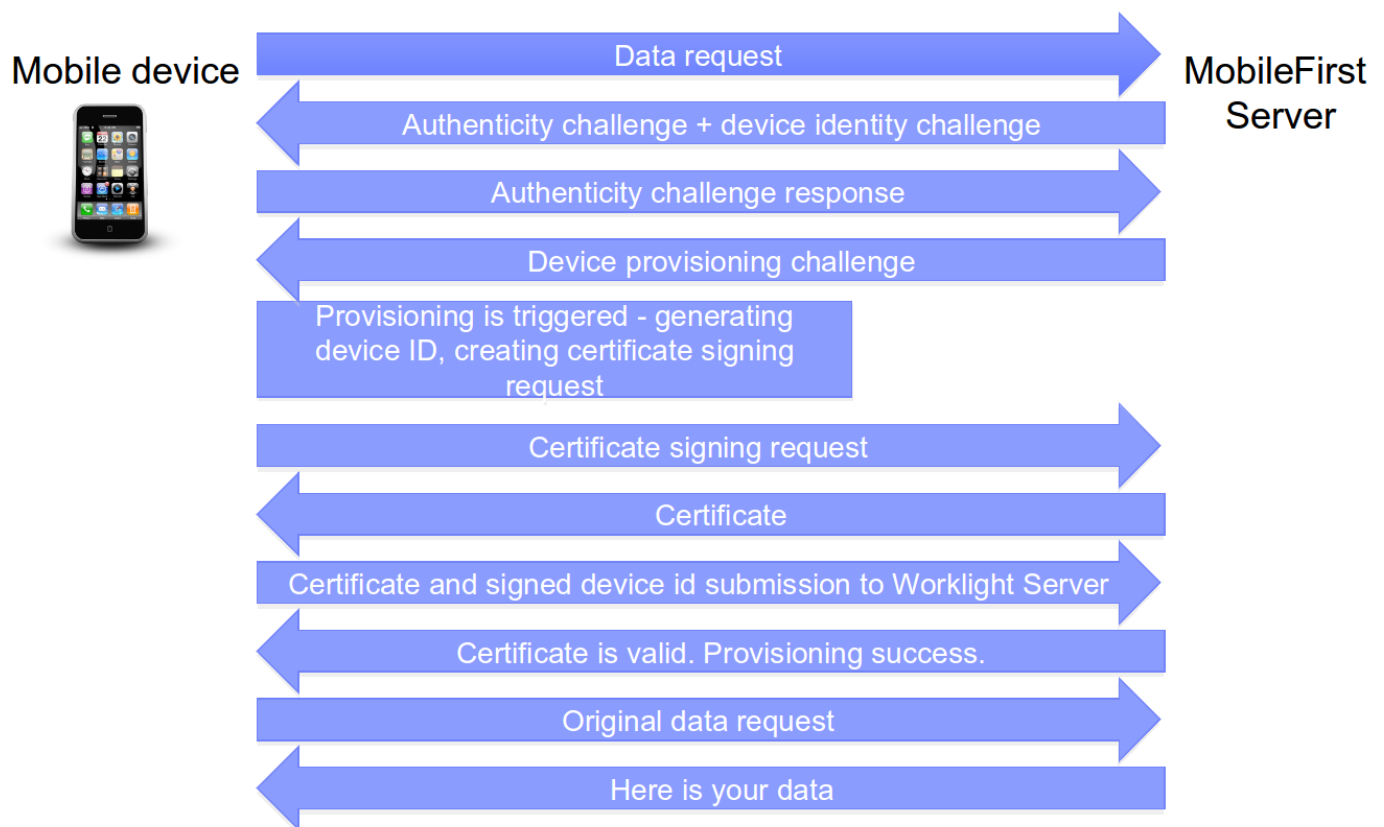 Data request
Mobile device
MobileFirst
Server
Authenticity challenge + device identity challenge
Authenticity challenge response
Device provisioning challenge
Provisioning is triggered - generating
device ID, creating certificate signing
request
Certificate signing request
Certificate
Certificate and signed device id submission to Worklight Server
Certificate is valid. Provisioning success.
Original data request
Here is your data